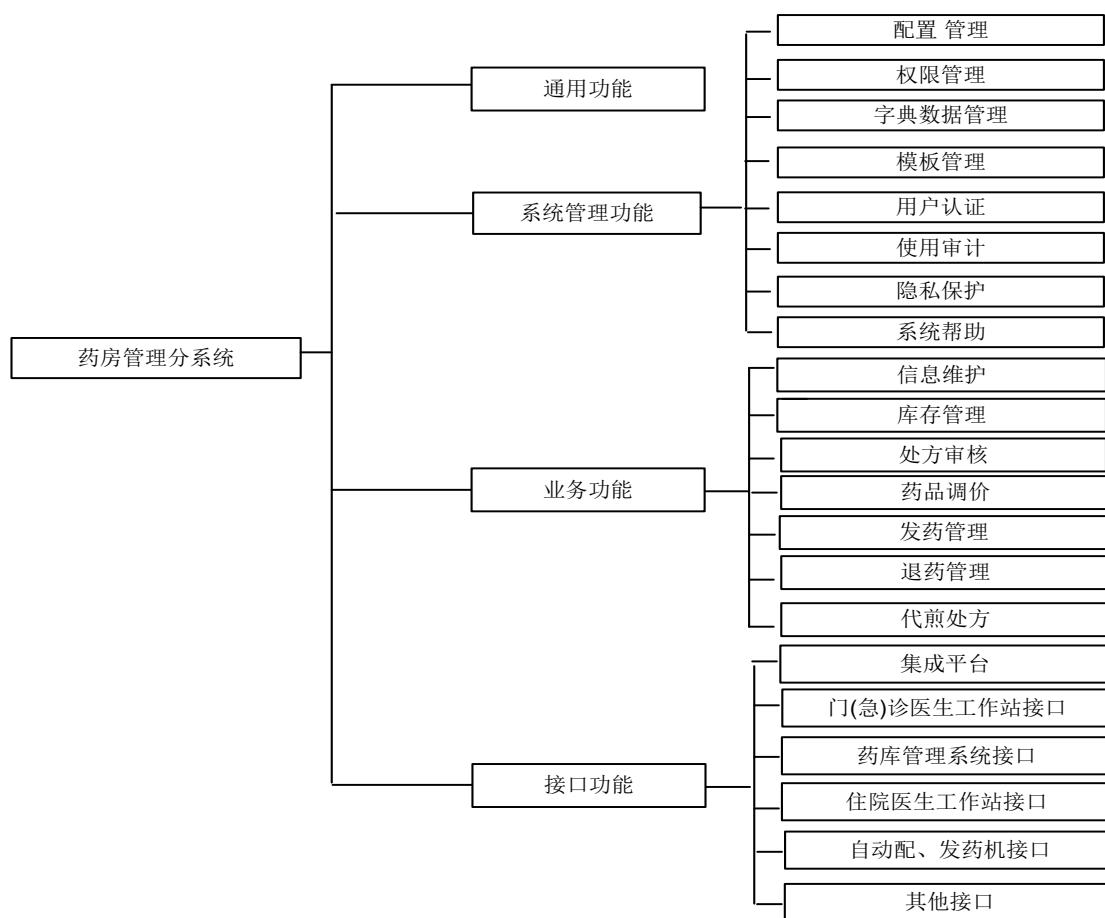 药房管理分系统
通用功能
系统管理功能
配置 管理
权限管理
字典数据管理
模板管理
用户认证
使用审计
隐私保护
系统帮助
业务功能
信息维护
库存管理
处方审核
药品调价
发药管理
退药管理
代煎处方
接口功能
集成平台
门(急)诊医生工作站接口
药库管理系统接口
住院医生工作站接口
自动配、发药机接口
其他接口